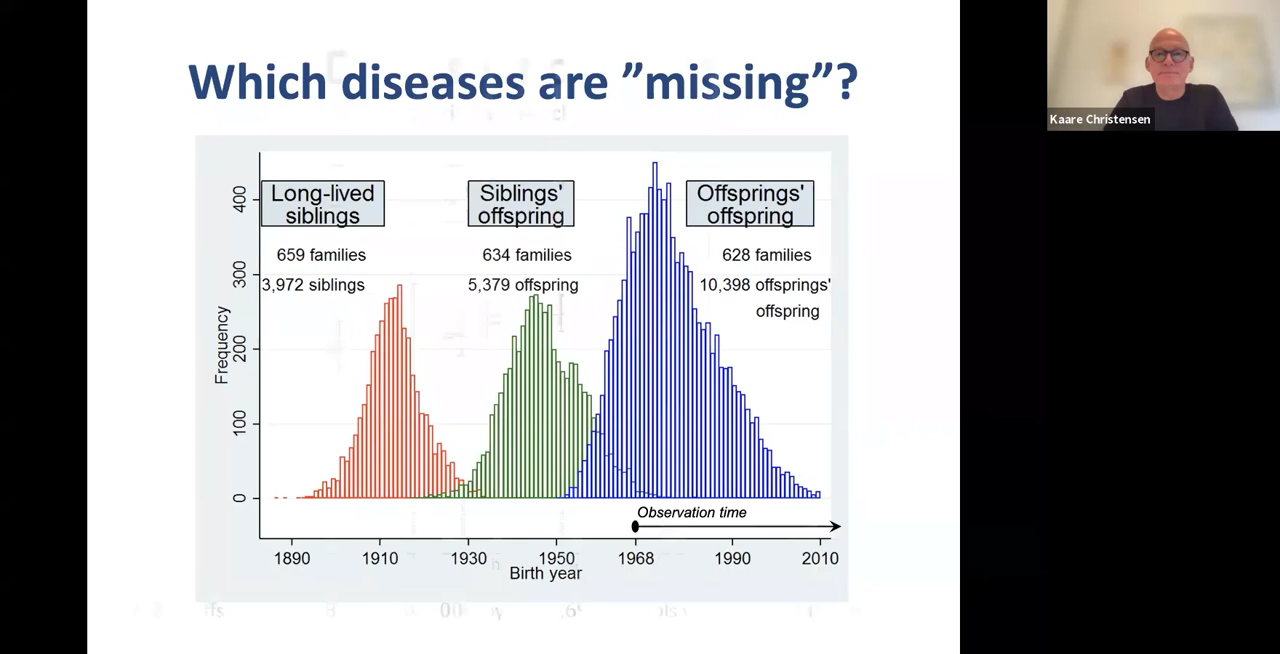 Which diseases are ”missing”?
Kaare Christensen
Long-lived
siblings
659 families
3,972 siblings
Siblings'
offspring
634 families
5,379 offspring
Offsprings'
offspring
628 families
10,398 offsprings'
offspring
Frequency
400
300
200
100
0
Observation time
1890
1910
1930
1950
1968
1990
2010
Birth year